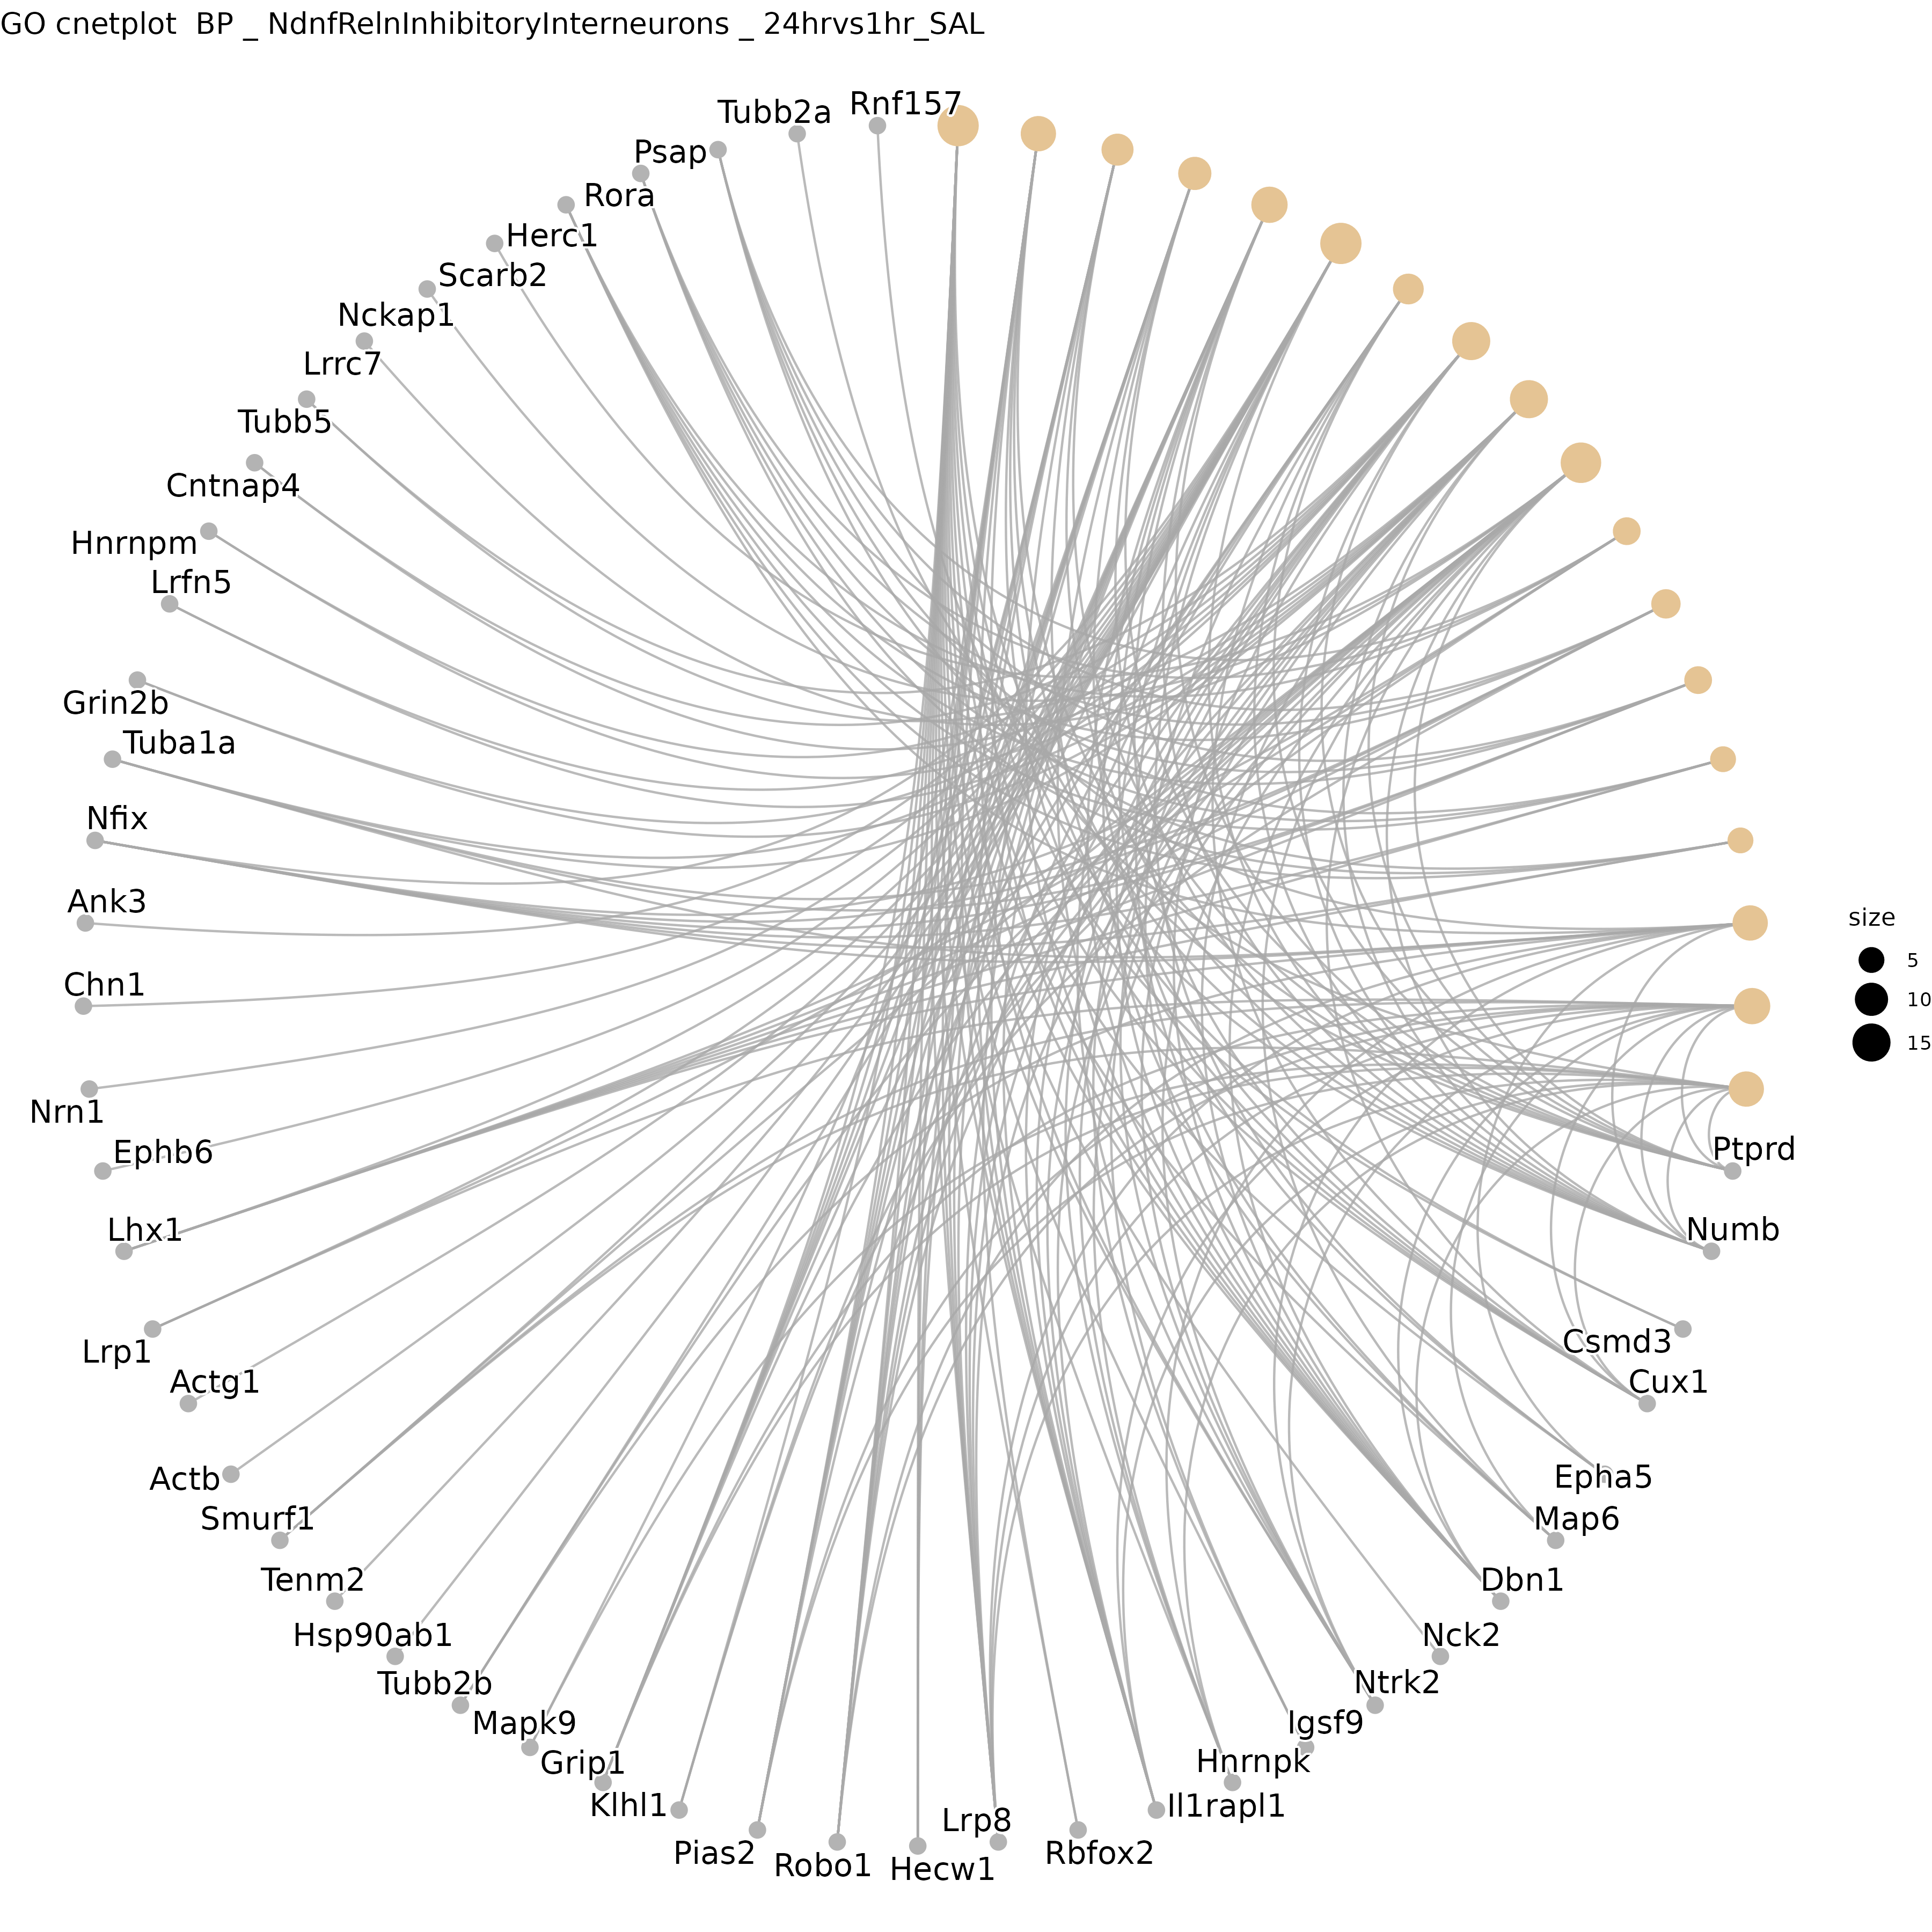 GO cnetplot  BP _ NdnfRelnInhibitoryInterneurons _ 24hrvs1hr_SAL
Rnf157
Tubb2a
Psap
Rora
Herc1
Scarb2
Nckap1
Lrrc7
Tubb5
Cntnap4
Hnrnpm
Lrfn5
Grin2b
Tuba1a
Nfix
Ank3
Chn1
Nrn1
Ephb6
Lhx1
Lrp1
Actg1
Actb
Smurf1
Tenm2
Hsp90ab1
Tubb2b
Mapk9
Grip1
Klhl1
Pias2
Robo1
Hecw1
Lrp8
Rbfox2
Il1rapl1
Hnrnpk
Igsf9
Ntrk2
Nck2
Dbn1
Map6
Epha5
Cux1
Csmd3
Numb
Ptprd
size
5
10
15